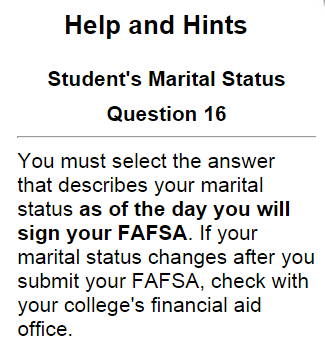 Help and Hints
Student's Marital Status
Question 16
You must select the answer
that describes your marital
status as of the day you will
sign your FAFSA. If your
marital status changes after you
submit your FAFSA, check with
your college's financial aid
office.